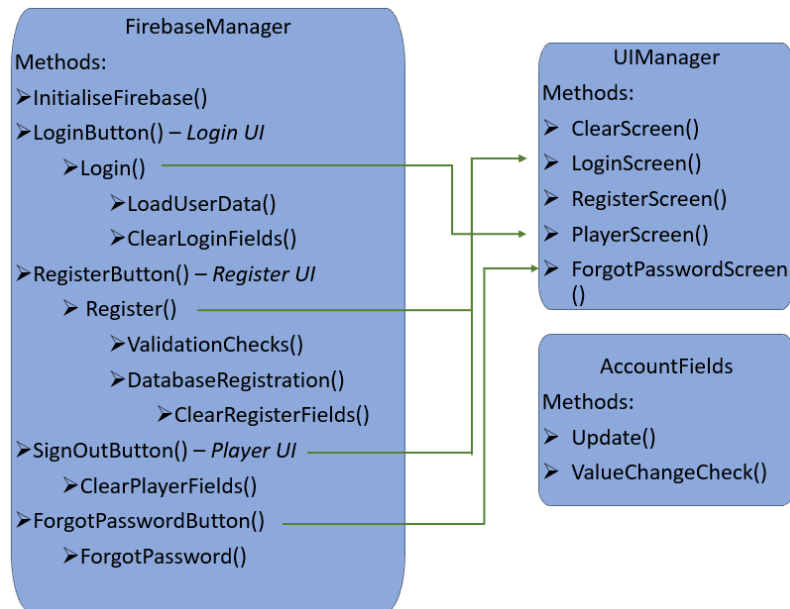 FirebaseManager
Methods:
➢InitialiseFirebase()
➢LoginButton() – Login UI
➢Login()
➢LoadUserData()
➢ClearLoginFields()
➢RegisterButton() – Register UI
➢ Register()
➢ValidationChecks()
➢DatabaseRegistration()
➢ClearRegisterFields()
➢SignOutButton() – Player UI
➢ClearPlayerFields()
➢ForgotPasswordButton()
➢ForgotPassword()
UIManager
Methods:
➢ ClearScreen()
➢ LoginScreen()
➢ RegisterScreen()
➢ PlayerScreen()
➢ ForgotPasswordScreen
()
AccountFields
Methods:
➢ Update()
➢ ValueChangeCheck()